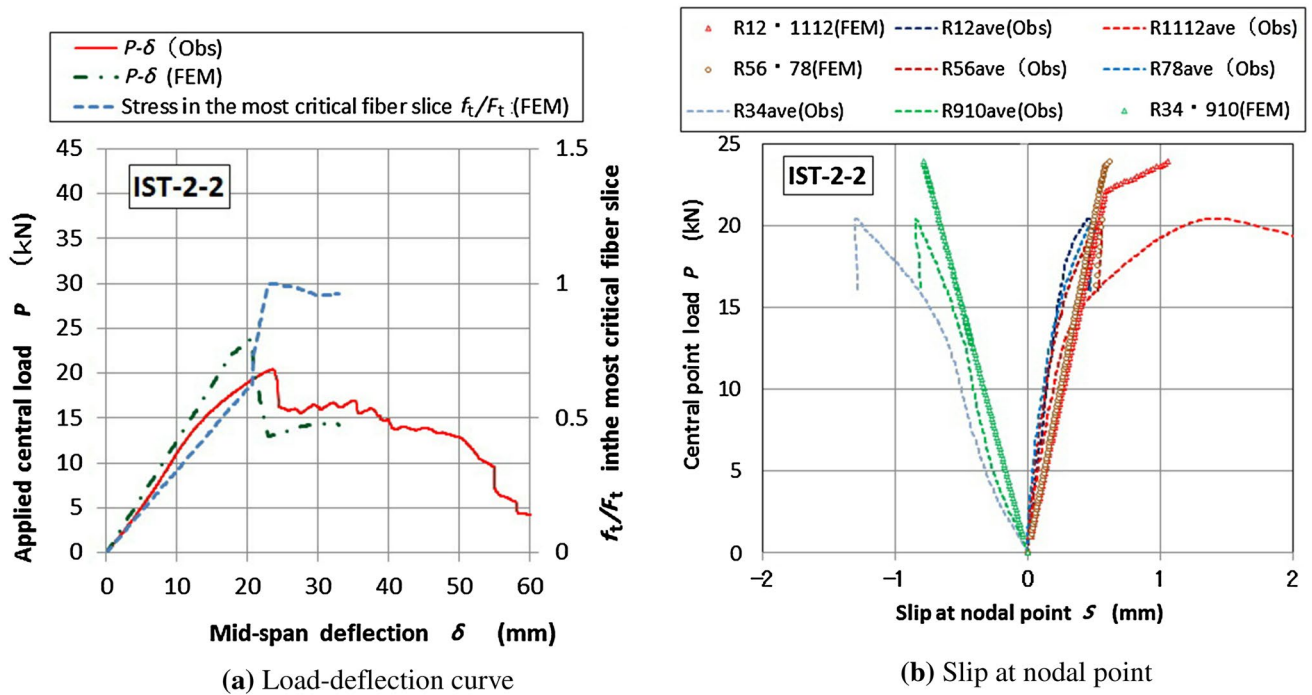 P-δ (Obs)
P-δ (FEM)
Stress in the most critical fiber slice ft/Ft :(FEM)
45
40
35
30
25
20
15
10
5
0
1.5
1
0.5
0
IST-2-2
Applied central load P (kN)
ft/Ft inthe most critical fiber slice
0 10 20 30 40 50 60
Mid-span deflection δ (mm)
(a) Load-deflection curve
R12・1112(FEM) R12ave(Obs) R1112ave (Obs)
R56・78(FEM) R56ave (Obs) R78ave (Obs)
R34ave(Obs) R910ave(Obs) R34・910(FEM)
25
20
15
10
5
0
IST-2-2
Central point load P (kN)
−2 −1 0 1 2
Slip at nodal point S (mm)
(b) Slip at nodal point